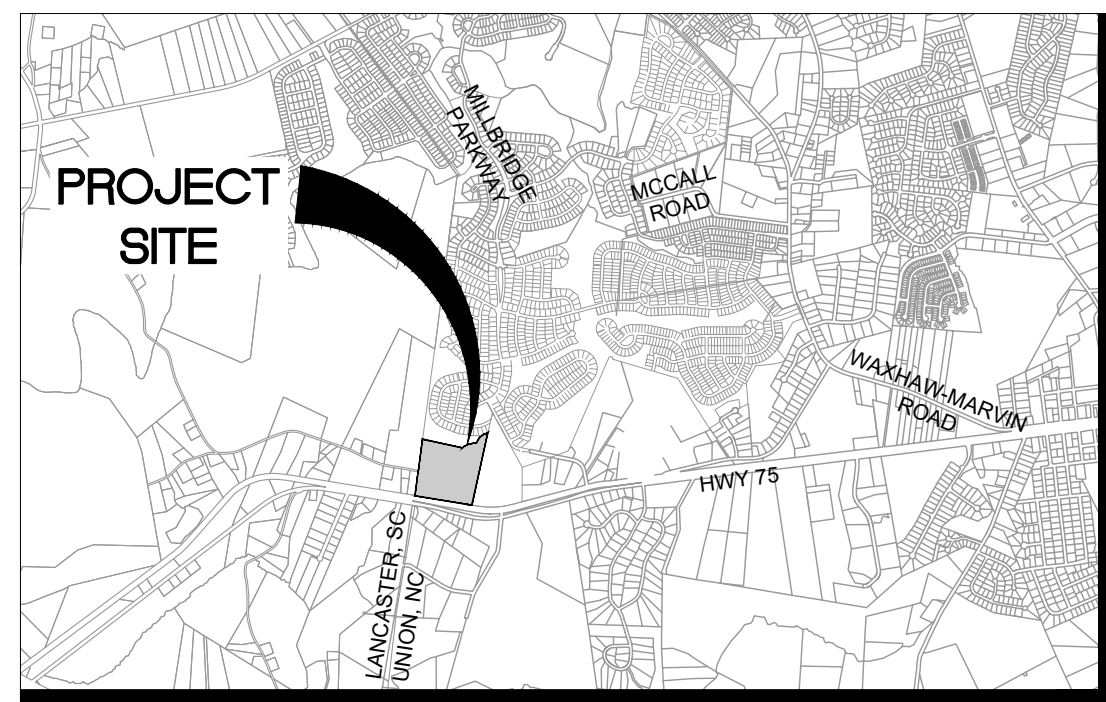 MILLBRIDGE
PARKWAY
PROJECT
SITE
MCCALL
ROAD
WAXHAW-MARVIN
ROAD
HWY 75
LANCASTER, SC
UNION, NC